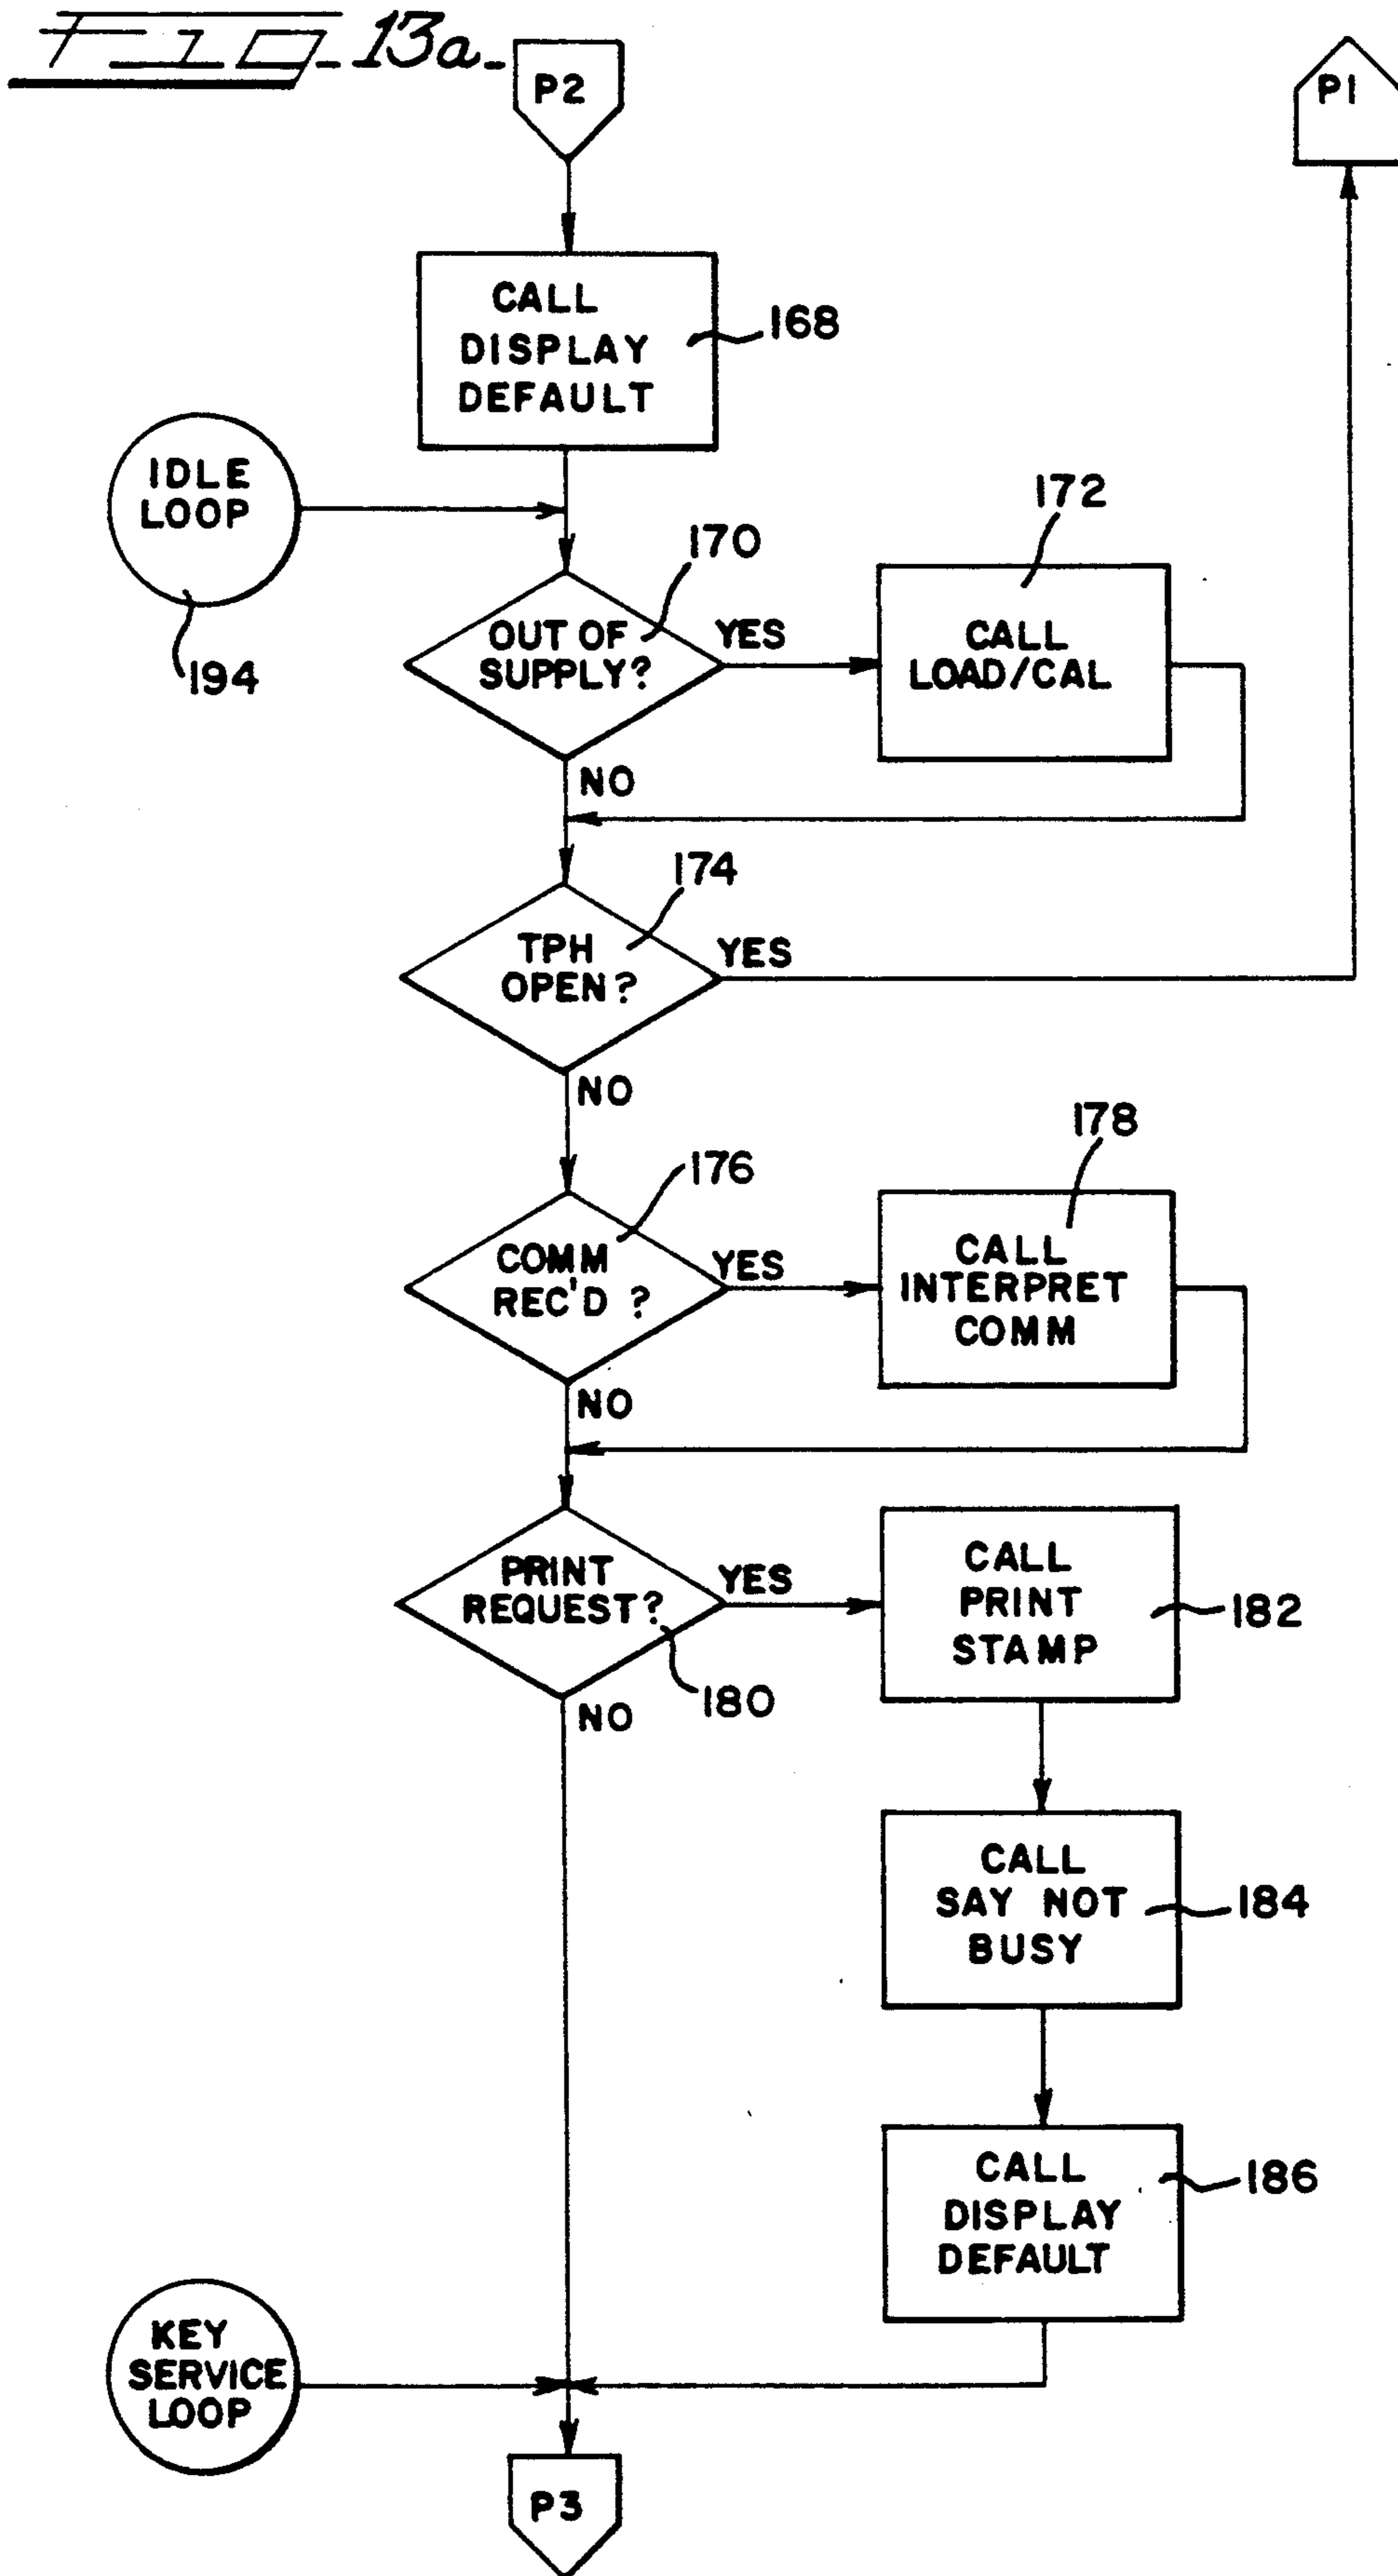 Fig. 13a.
P2
P1
CALL
DISPLAY
DEFAULT
168
IDLE
LOOP
194
170
OUT OF
SUPPLY?
YES
172
CALL
LOAD/CAL
NO
174
TPH
OPEN?
YES
NO
176
COMM
REC'D ?
YES
178
CALL
INTERPRET
COMM
NO
PRINT
REQUEST?
YES
180
CALL
PRINT
STAMP
182
NO
CALL
SAY NOT
BUSY
184
CALL
DISPLAY
DEFAULT
186
KEY
SERVICE
LOOP
P3